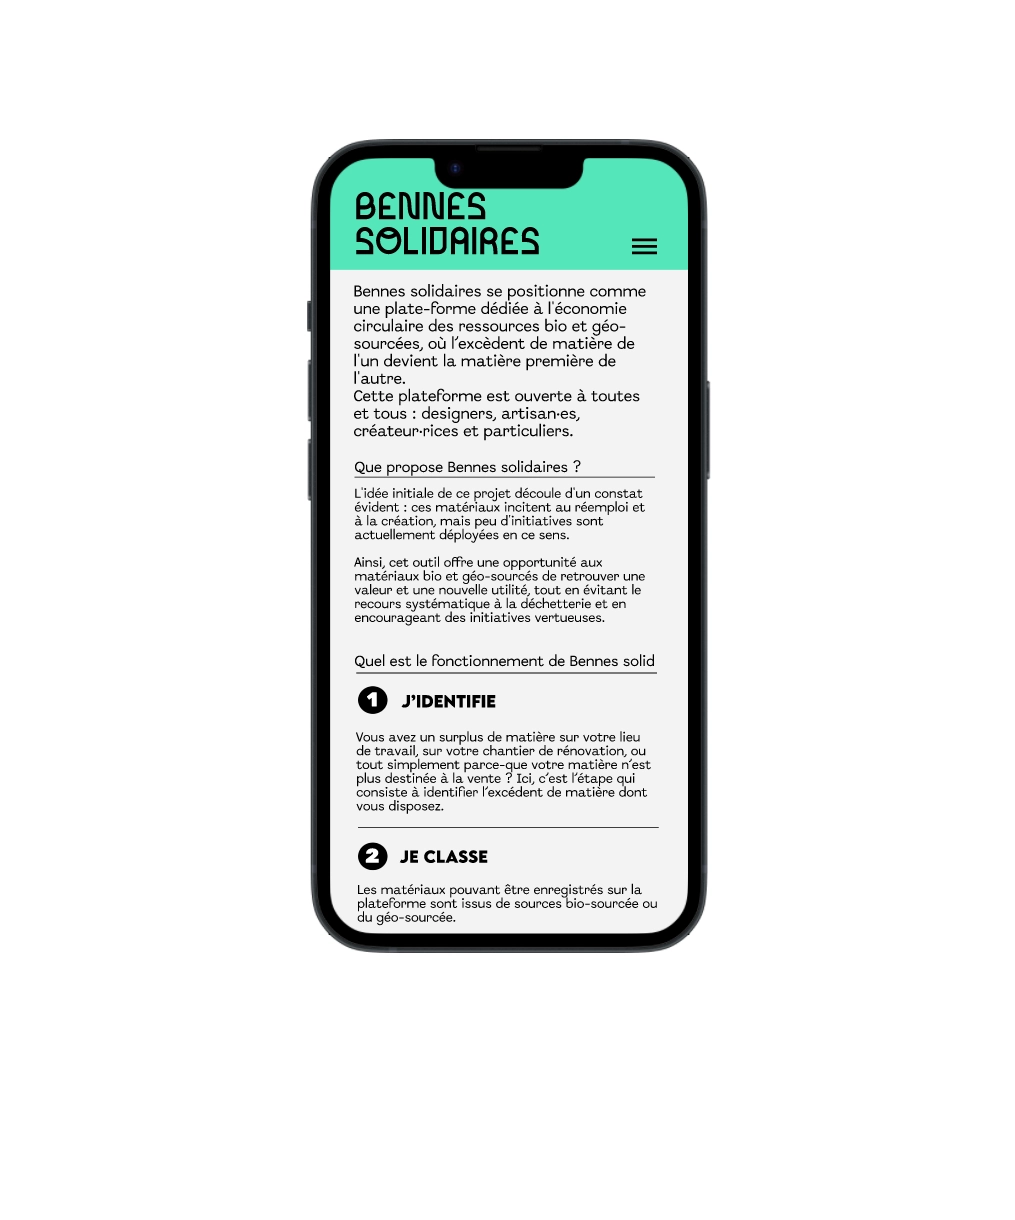 BENNES
SOLIDAIRES
Bennes solidaires se positionne comme
une plate-forme dédiée à l'économie
circulaire des ressources bio et géo-
sourcées, où l’excèdent de matière de
l'un devient la matière première de
l'autre.
Cette plateforme est ouverte à toutes
et tous : designers, artisan·es,
créateur·rices et particuliers.
Que propose Bennes solidaires ?
L'idée initiale de ce projet découle d'un constat
évident : ces matériaux incitent au réemploi et
à la création, mais peu d'initiatives sont
actuellement déployées en ce sens.
Ainsi, cet outil offre une opportunité aux
matériaux bio et géo-sourcés de retrouver une
valeur et une nouvelle utilité, tout en évitant le
recours systématique à la déchetterie et en
encourageant des initiatives vertueuses.
Quel est le fonctionnement de Bennes solid
1 J’IDENTIFIE
Vous avez un surplus de matière sur votre lieu
de travail, sur votre chantier de rénovation, ou
tout simplement parce-que votre matière n’est
plus destinée à la vente ? Ici, c’est l’étape qui
consiste à identifier l’excédent de matière dont
vous disposez.
2 JE CLASSE
Les matériaux pouvant être enregistrés sur la
plateforme sont issus de sources bio-sourcée ou
du géo-sourcée.